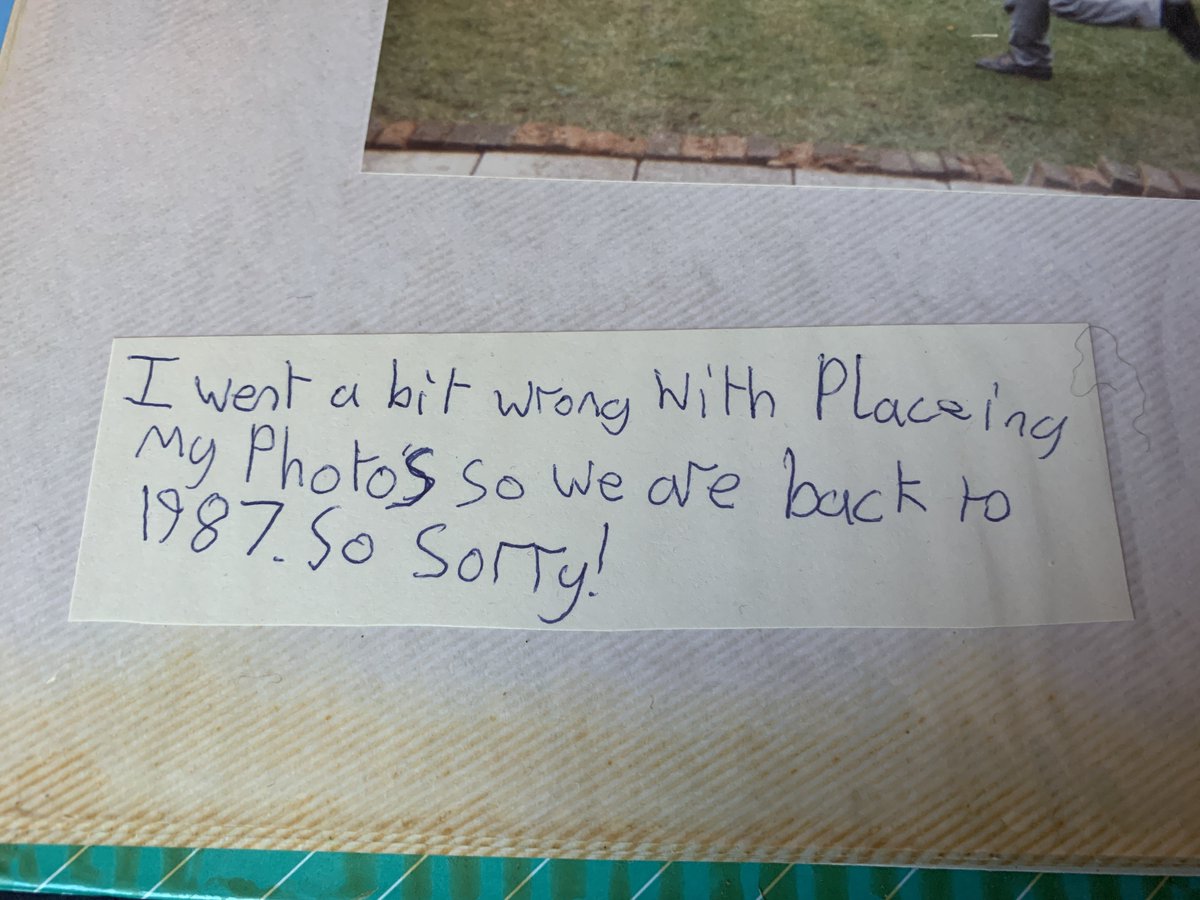 I went a bit wrong with Placeing
My Photo's so we are back to
1987. So Sorry!